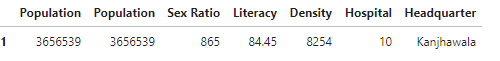 Population Population Sex Ratio Literacy Density Hospital Headquarter
1 3656539 3656539 865 84.45 8254 10 Kanjhawala